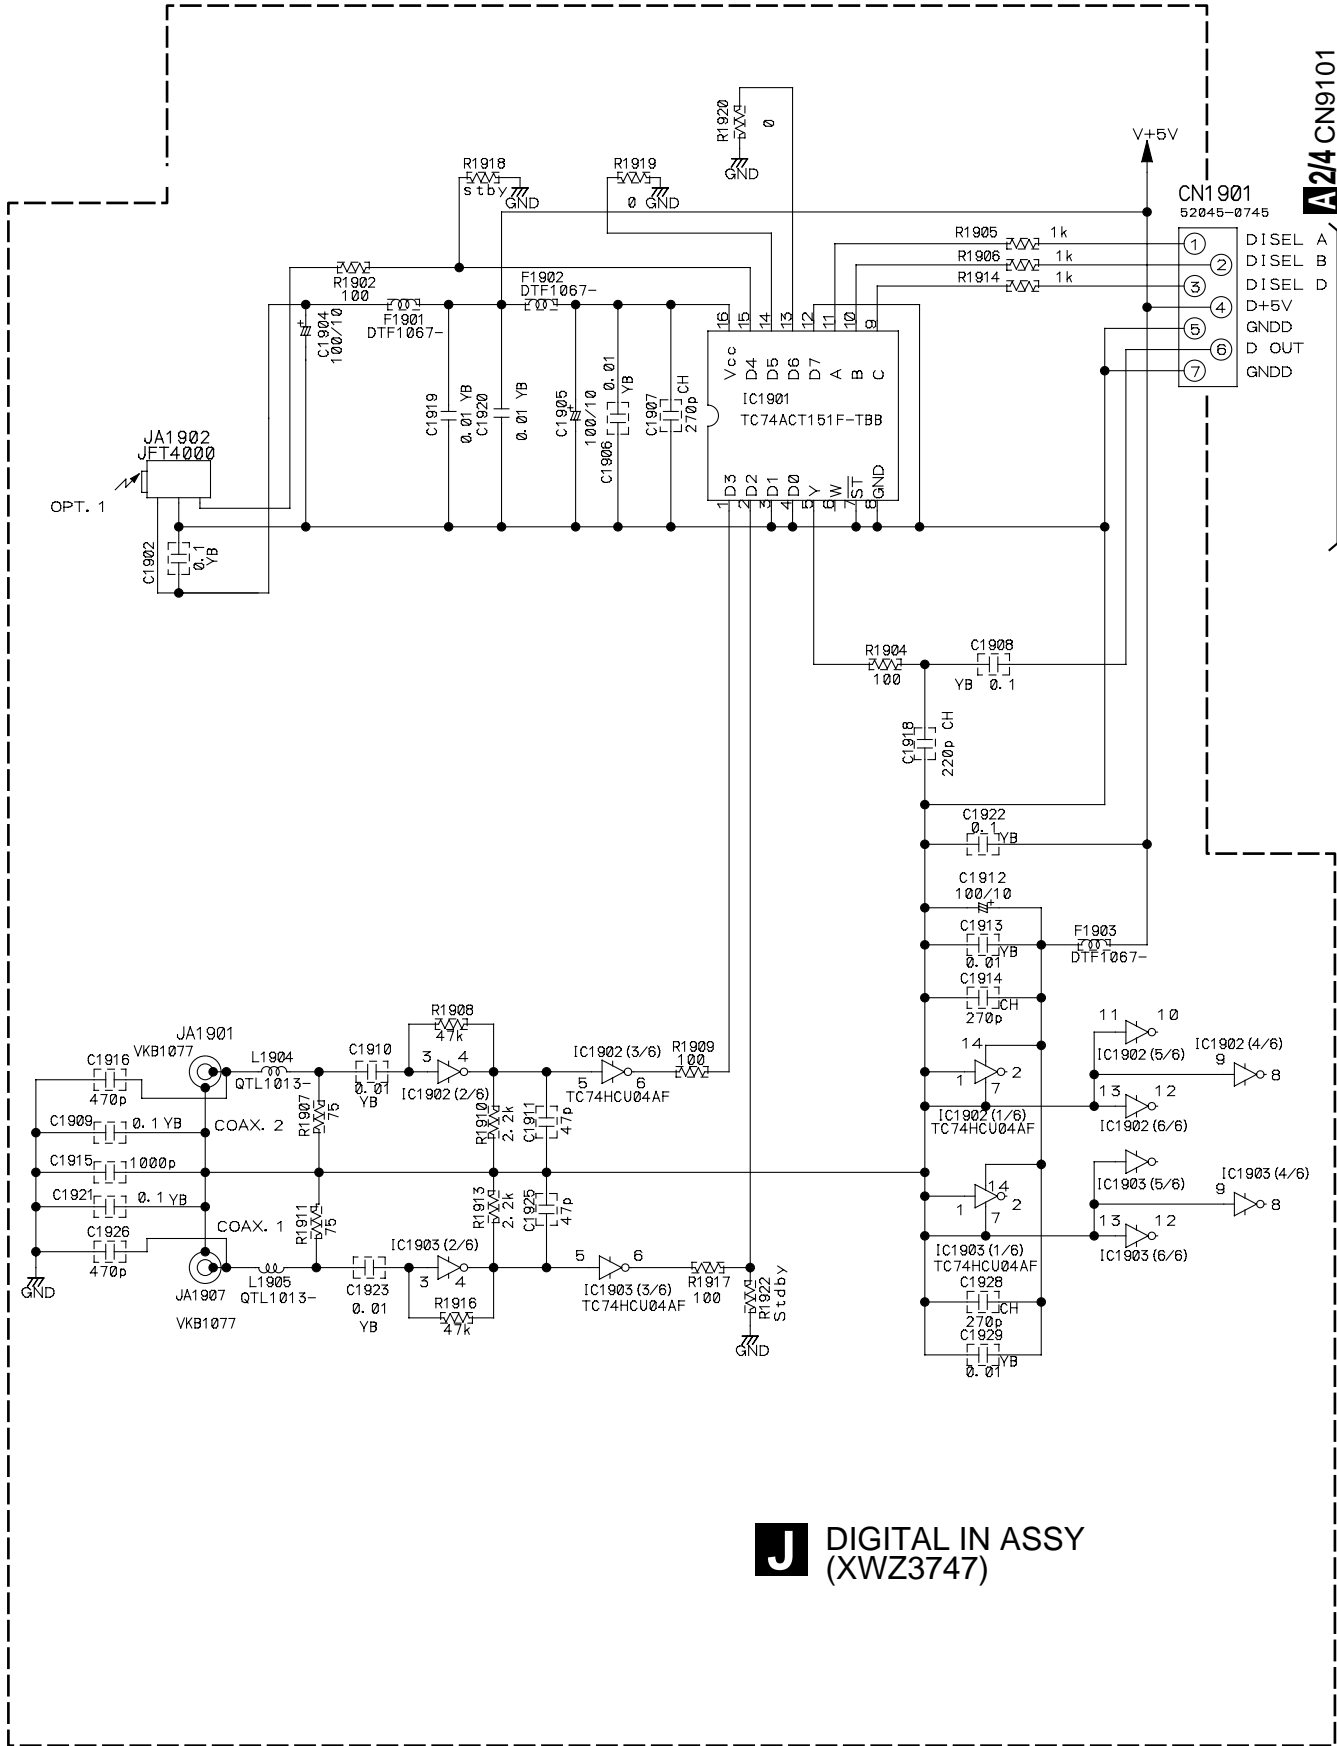 A 2/4 CN9101
R1920
0
GND
V+5V
R1918
stby
GND
R1919
0 GND
CN1901
52045-0745
R1905 1k
1 DISEL A
R1906 1k
2 DISEL B
R1914 1k
3 DISEL D
4 D+5V
5 GNDD
6 D OUT
7 GNDD
R1902
100
F1901
DTF1067-
F1902
DTF1067-
C1904
100/10
C1919
0.01 YB
C1920
0.01 YB
C1905
100/10
C1906
0.01
YB
C1907
270p CH
16 15 14 13 12 11 10 9
Vcc D4 D5 D6 D7 A B C
IC1901
TC74ACT151F-TBB
D3 D2 D1 D0 Y W ST GND
1 2 3 4 5 6 7 8
JA1902
JFT4000
OPT. 1
C1902
0.1
YB
R1904
100
C1908
YB 0.1
C1918
220p CH
C1922
0.1
YB
C1912
100/10
C1913
YB
0.01
F1903
DTF1067-
C1914
CH
270p
R1908
47k
JA1901
VKB1077
C1916
470p
L1904
QTL1013-
C1910
0.01
YB
3 4
IC1902(2/6)
IC1902(3/6)
5 6
TC74HCU04AF
R1909
100
14
1 2
7
IC1902(1/6)
TC74HCU04AF
11 10
IC1902(5/6)
IC1902(4/6)
9 8
13 12
IC1902(6/6)
C1909 0.1 YB
COAX. 2
R1907
75
R1910
2.2k
C1911
47p
C1915 1000p
C1921 0.1 YB
COAX. 1
R1911
75
R1913
2.2k
C1925
47p
C1926
470p
GND
JA1907
VKB1077
L1905
QTL1013-
C1923
0.01
YB
IC1903(2/6)
3 4
R1916
47k
5 6
IC1903(3/6)
TC74HCU04AF
R1917
100
R1922
Stdby
GND
14
1 2
7
IC1903(1/6)
TC74HCU04AF
IC1903(5/6)
IC1903(4/6)
9 8
13 12
IC1903(6/6)
C1928
CH
270p
C1929
YB
0.01
J DIGITAL IN ASSY
(XWZ3747)